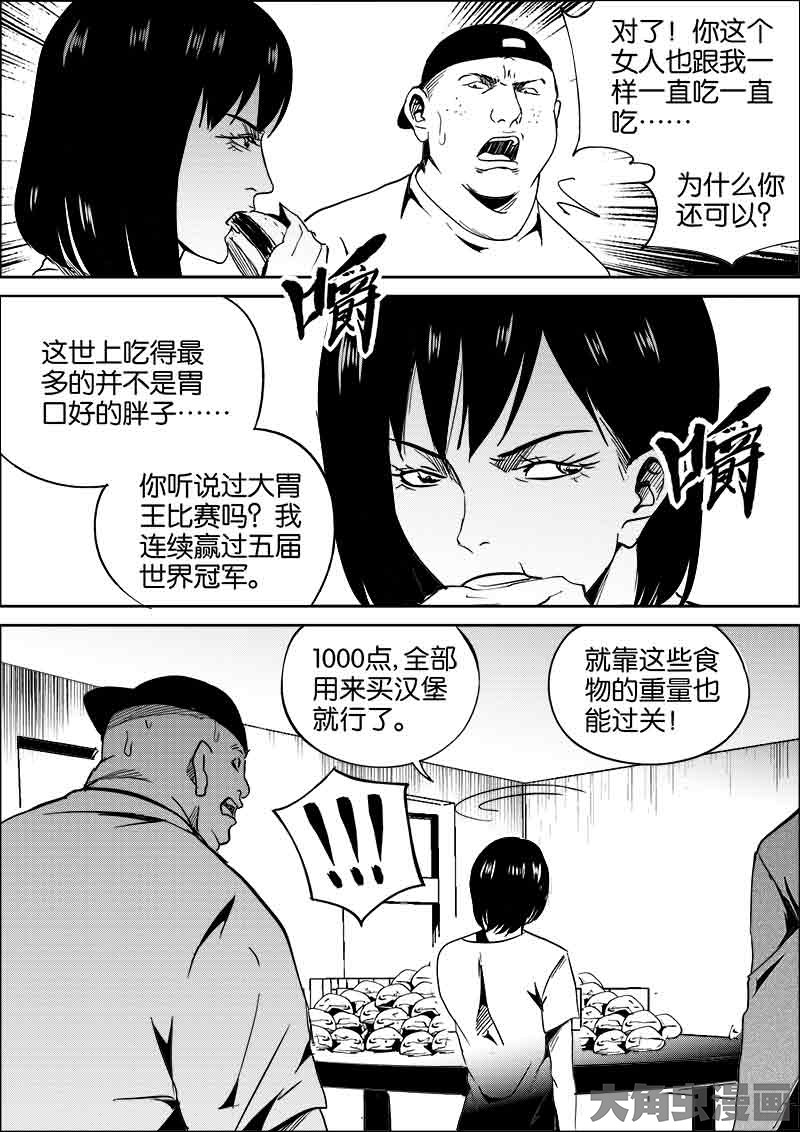 对了！你这个
女人也跟我一
样一直吃一直
吃……
为什么你
还可以？
嚼
这世上吃得最
多的并不是胃
口好的胖子……
你听说过大胃
王比赛吗？我
连续赢过五届
世界冠军。
嚼
1000点,全部
用来买汉堡
就行了。
就靠这些食
物的重量也
能过关！
!!!
大角虫漫画